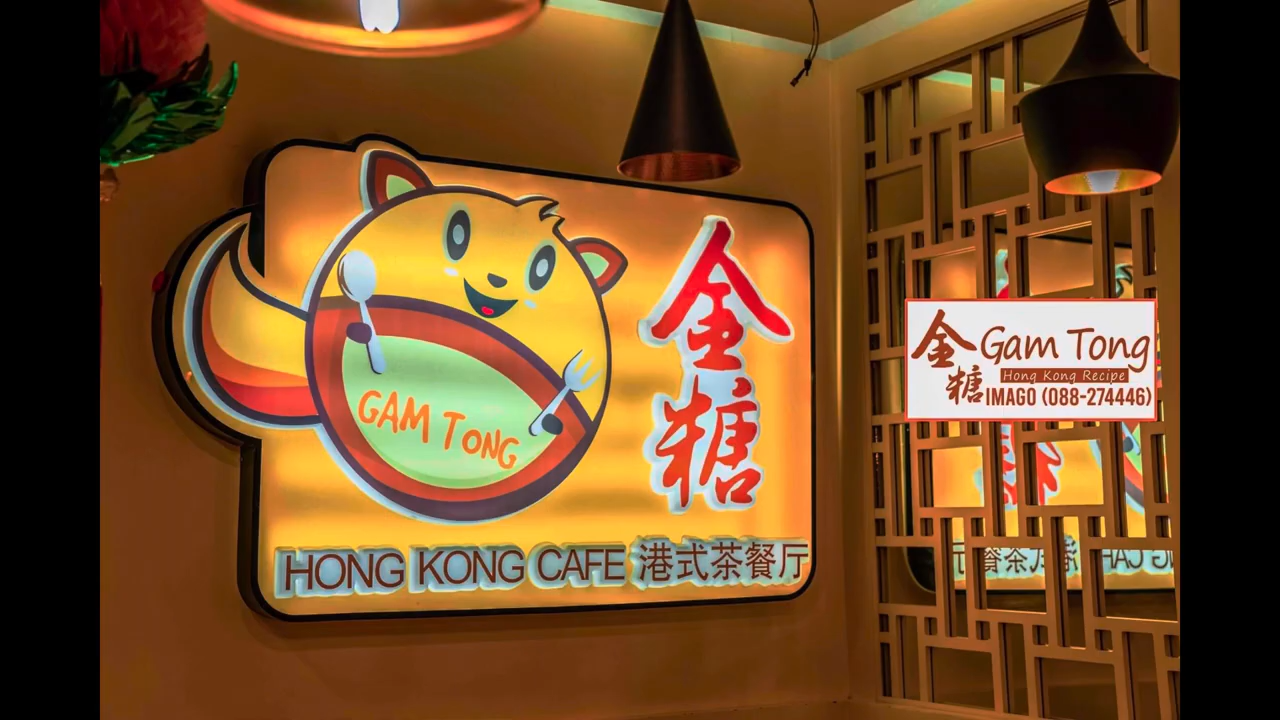 GAM TONG
金糖
HONG KONG CAFE 港式茶餐厅
金糖
Gam Tong
Hong Kong Recipe
IMAGO (088-274446)